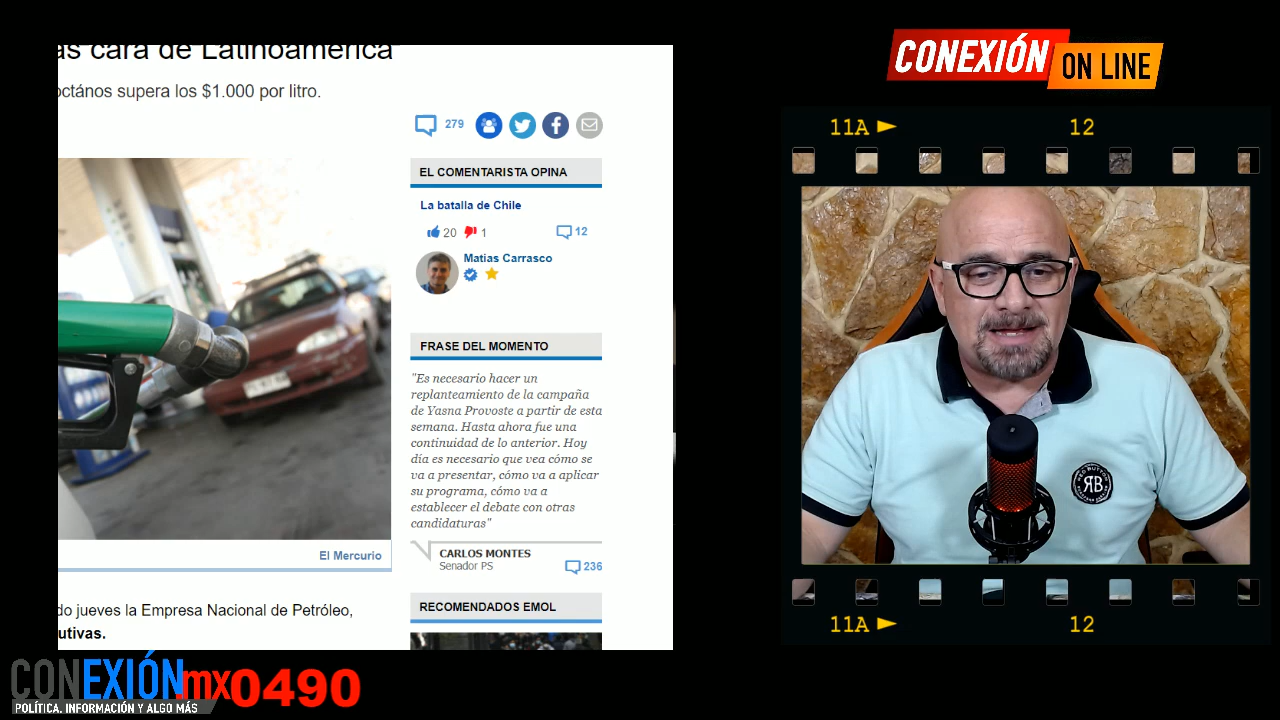 as cara de Latinoamérica
octános supera los $1.000 por litro.
279
EL COMENTARISTA OPINA
La batalla de Chile
20 1 12
Matias Carrasco
FRASE DEL MOMENTO
"Es necesario hacer un
replanteamiento de la campaña
de Yasna Provoste a partir de esta
semana. Hasta ahora fue una
continuidad de lo anterior. Hoy
día es necesario que vea cómo se
va a presentar, cómo va a aplicar
su programa, cómo va a
establecer el debate con otras
candidaturas"
CARLOS MONTES
Senador PS
236
El Mercurio
do jueves la Empresa Nacional de Petróleo,
utivas.
RECOMENDADOS EMOL
CONEXIÓN
ON LINE
11A 12
RED BUTTON
RB
11A 12
CONEXIÓN
mx0490
POLÍTICA, INFORMACIÓN Y ALGO MÁS